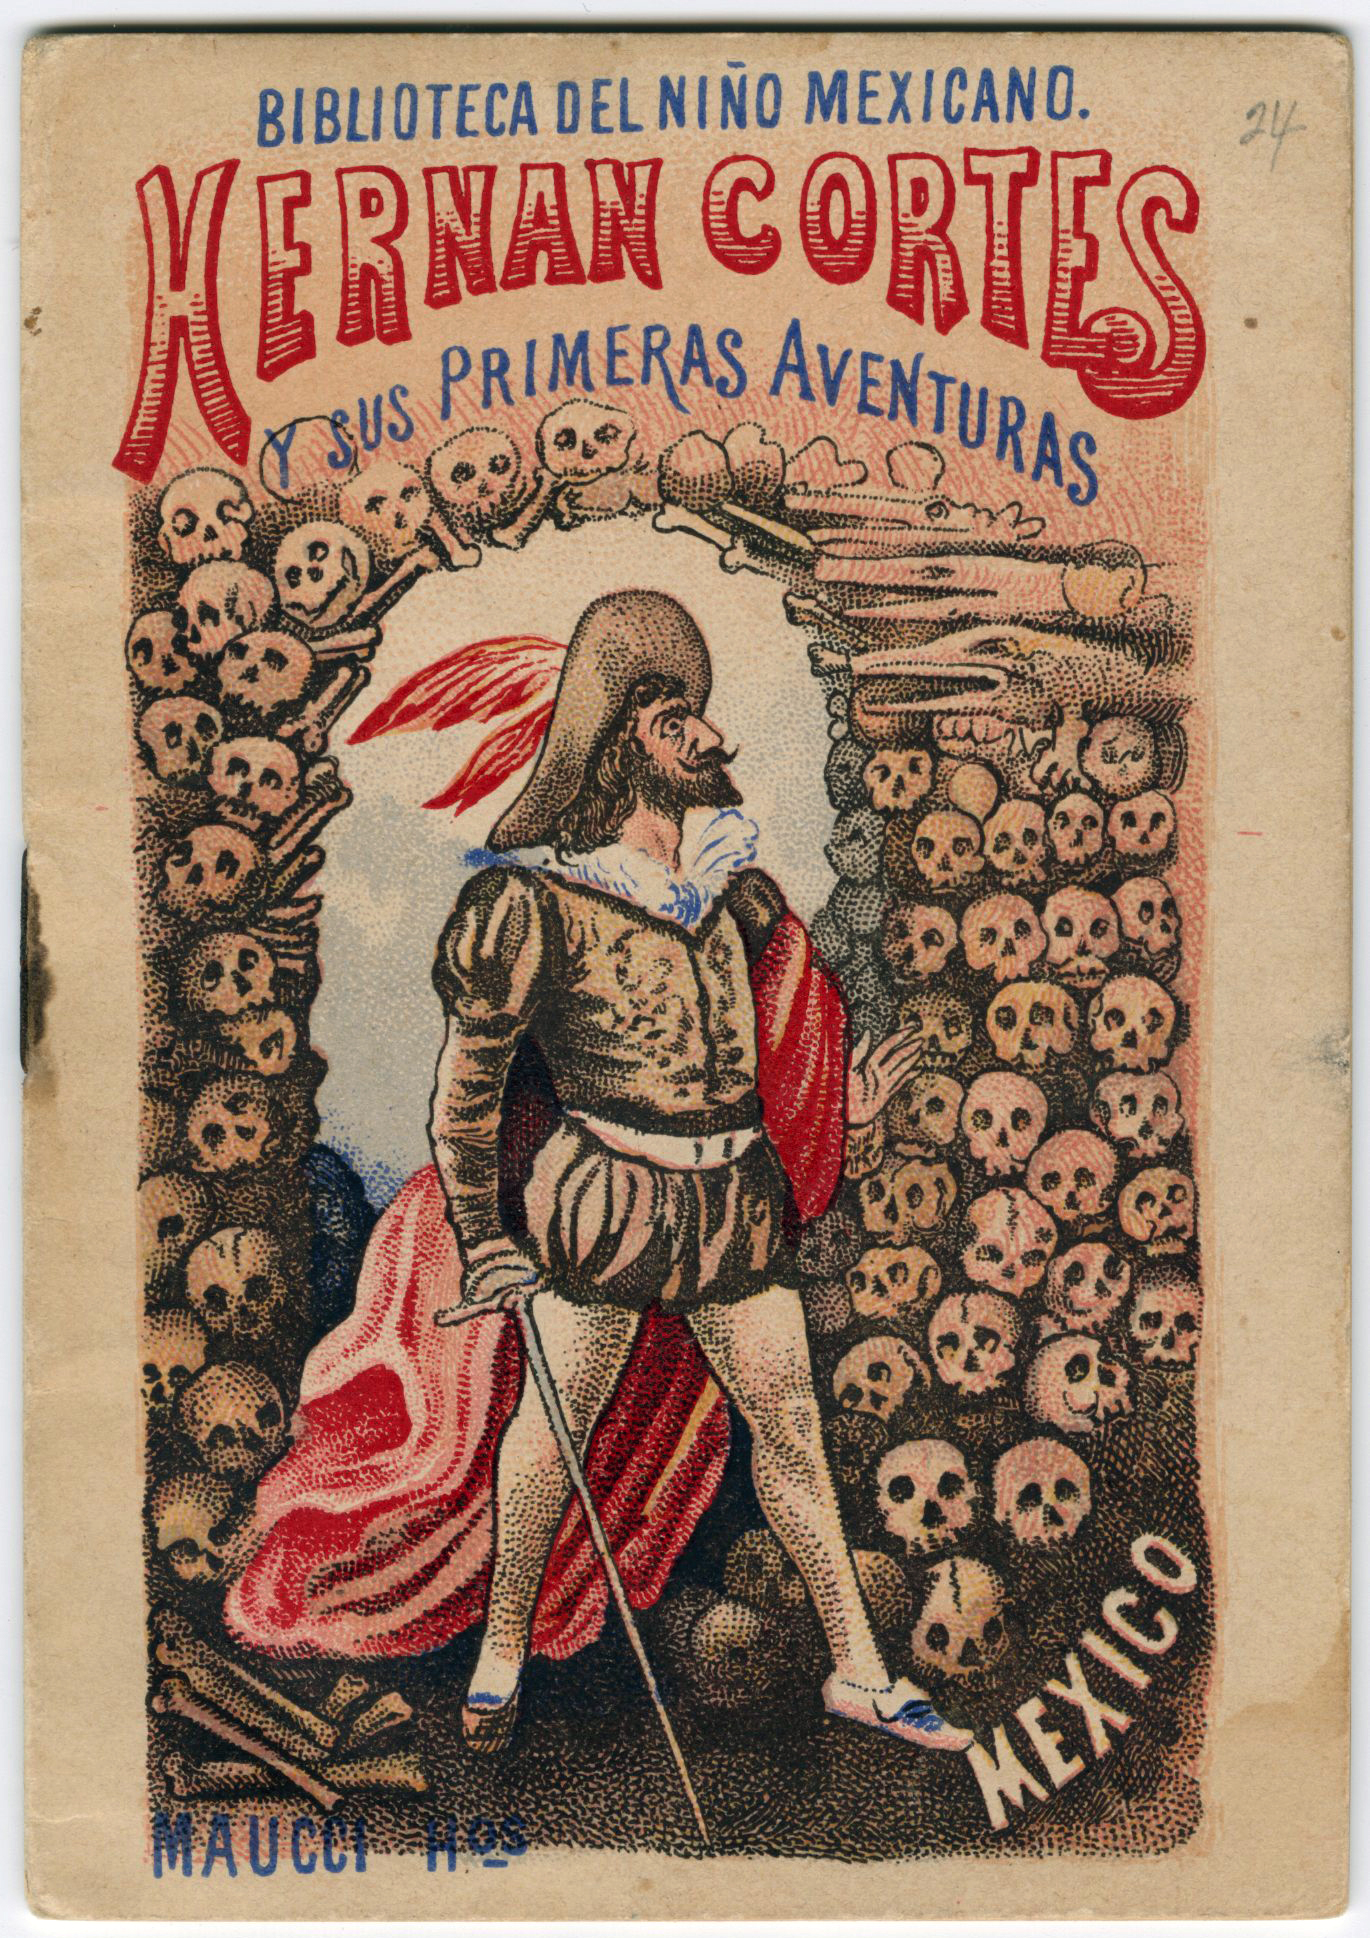 BIBLIOTECA DEL NIÑO MEXICANO.
24
HERNAN CORTES
Y SUS PRIMERAS AVENTURAS
MEXICO
MAUCCI Hos